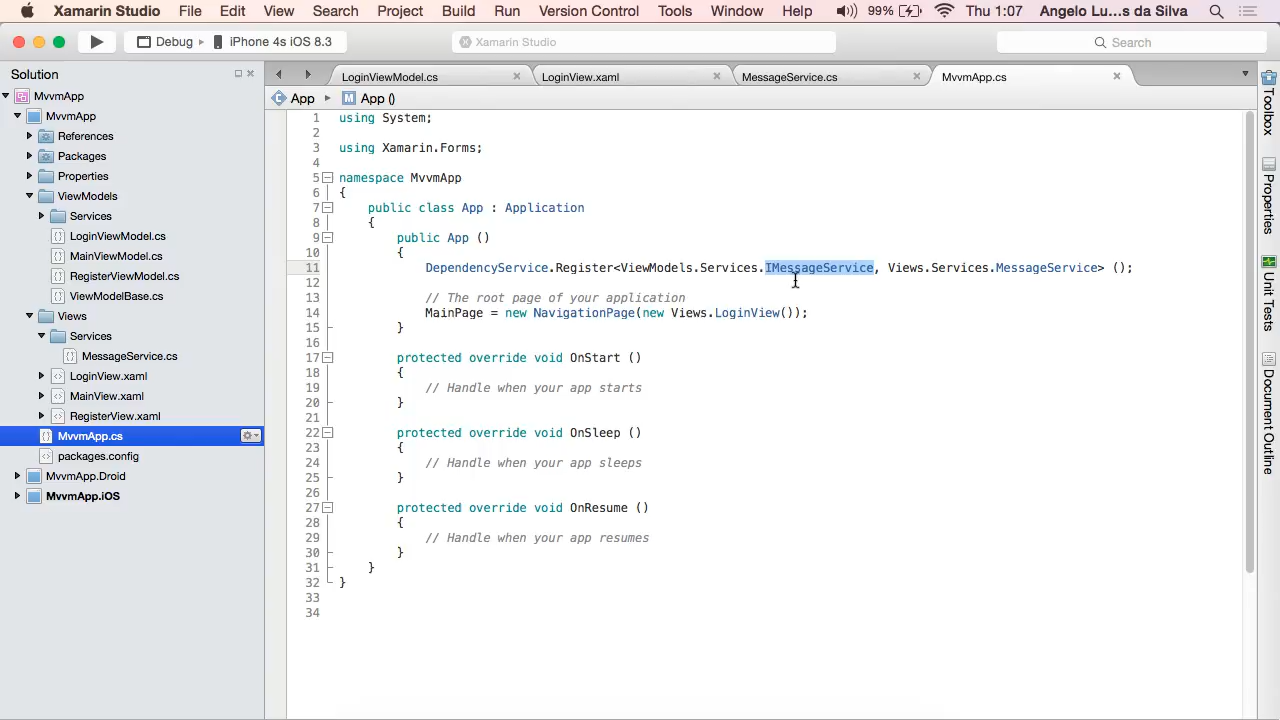 Xamarin Studio File Edit View Search Project Build Run Version Control Tools Window Help 99% Thu 1:07 Angelo Lu...s da Silva
Debug iPhone 4s iOS 8.3 Xamarin Studio Search
Solution
LoginViewModel.cs LoginView.xaml MessageService.cs MvvmApp.cs
App App ()
MvvmApp
MvvmApp
References
Packages
Properties
ViewModels
Services
LoginViewModel.cs
MainViewModel.cs
RegisterViewModel.cs
ViewModelBase.cs
Views
Services
MessageService.cs
LoginView.xaml
MainView.xaml
RegisterView.xaml
MvvmApp.cs
packages.config
MvvmApp.Droid
MvvmApp.iOS
1 using System;
2
3 using Xamarin.Forms;
4
5 namespace MvvmApp
6 {
7 public class App : Application
8 {
9 public App ()
10 {
11 DependencyService.Register<ViewModels.Services.IMessageService, Views.Services.MessageService> ();
12
13 // The root page of your application
14 MainPage = new NavigationPage(new Views.LoginView());
15 }
16
17 protected override void OnStart ()
18 {
19 // Handle when your app starts
20 }
21
22 protected override void OnSleep ()
23 {
24 // Handle when your app sleeps
25 }
26
27 protected override void OnResume ()
28 {
29 // Handle when your app resumes
30 }
31 }
32 }
33
34
Toolbox
Properties
Unit Tests
Document Outline